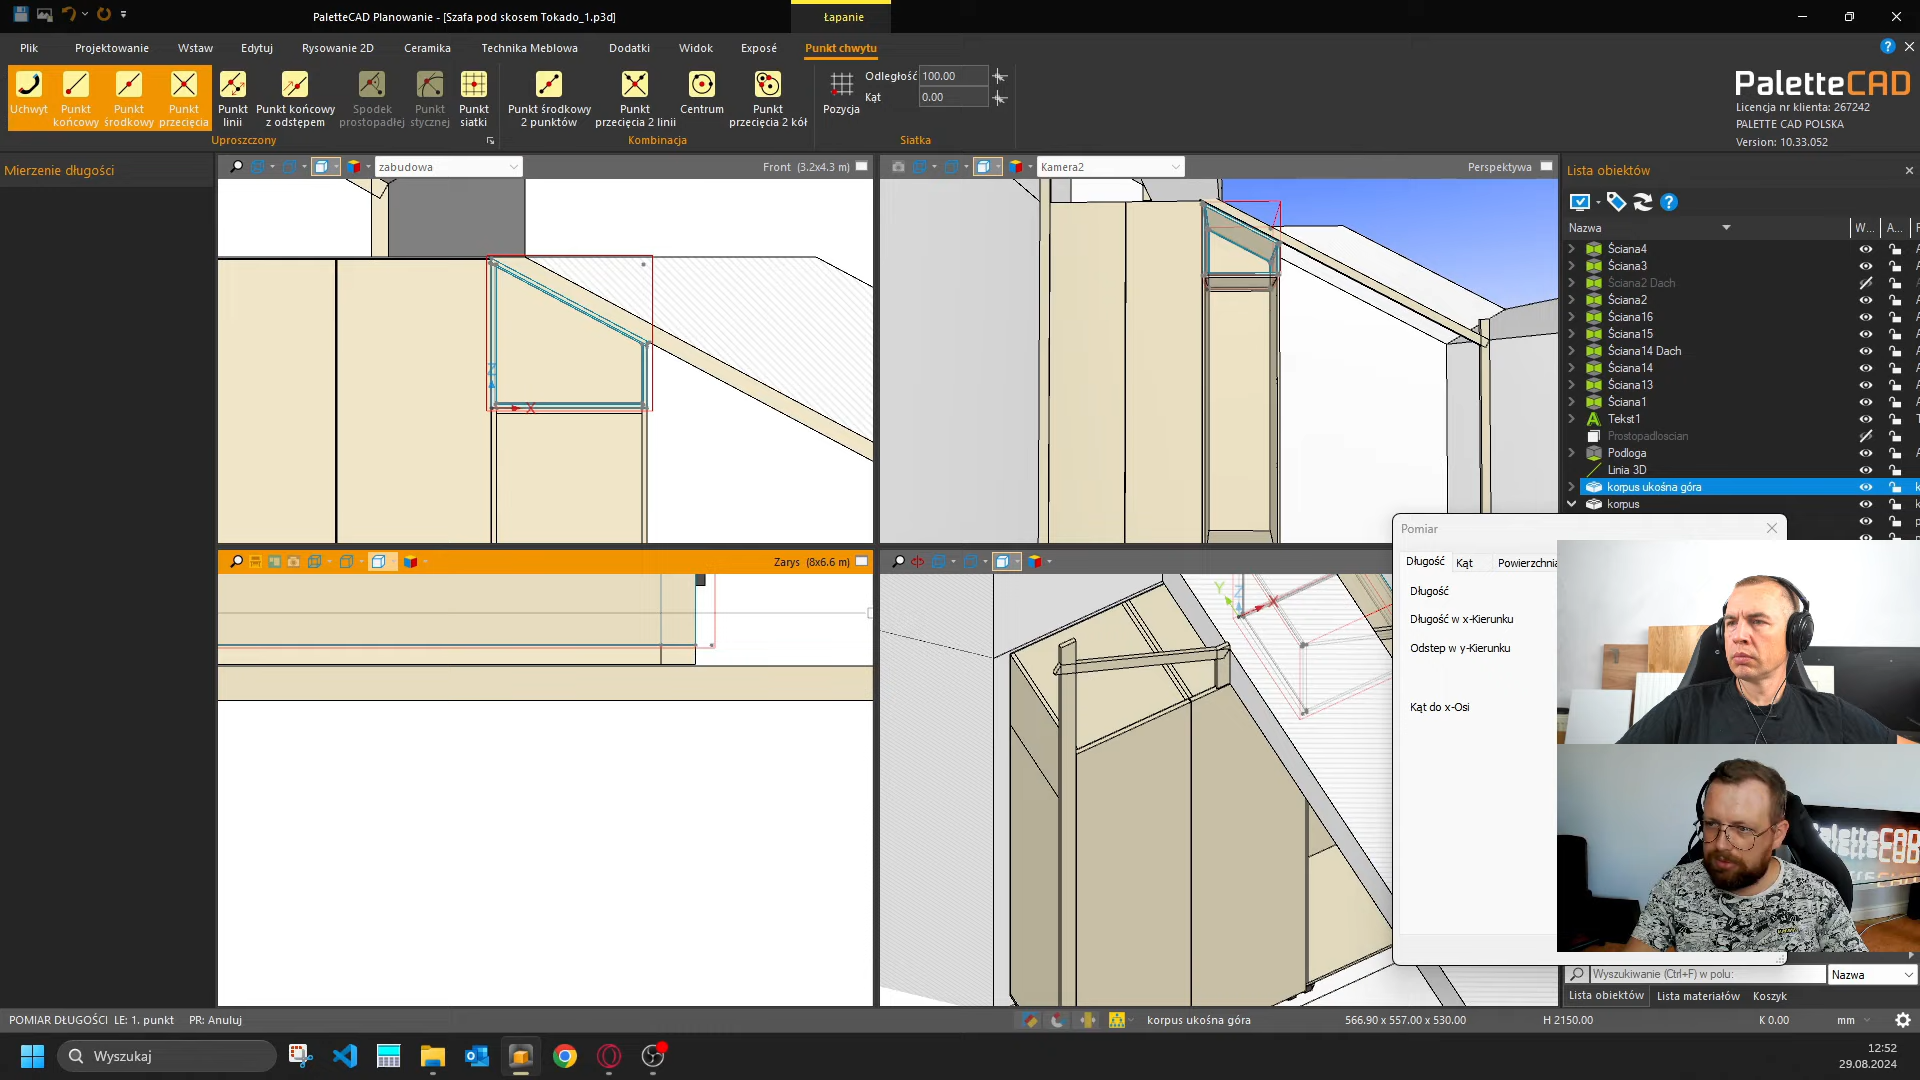 PaletteCAD Planowanie - [Szafa pod skosem Tokado_1.p3d]
Łapanie
Plik
Projektowanie
Wstaw
Edytuj
Rysowanie 2D
Ceramika
Technika Meblowa
Dodatki
Widok
Exposé
Punkt chwytu
Uchwyt
Punkt końcowy
Punkt środkowy
Punkt przecięcia
Punkt linii
Punkt końcowy z odstępem
Spodek prostopadłej
Punkt stycznej
Punkt siatki
Uproszczony
Punkt środkowy 2 punktów
Punkt przecięcia 2 linii
Centrum
Punkt przecięcia 2 kół
Kombinacja
Pozycja
Odległość 100.00
Kąt 0.00
Siatka
PaletteCAD
Licencja nr klienta: 267242
PALETTE CAD POLSKA
Version: 10.33.052
Mierzenie długości
zabudowa
Front (3.2x4.3 m)
Kamera2
Perspektywa
Zarys (8x6.6 m)
Z
X
Y
Z
X
Lista obiektów
Nazwa
W...
A...
Ściana4
Ściana3
Ściana2 Dach
Ściana2
Ściana16
Ściana15
Ściana14 Dach
Ściana14
Ściana13
Ściana1
Tekst1
Prostopadloscian
Podloga
Linia 3D
korpus ukośna góra
korpus
Pomiar
Długość
Kąt
Powierzchnia
Długość
Długość w x-Kierunku
Odstep w y-Kierunku
Kąt do x-Osi
PaletteCAD
Wyszukiwanie (Ctrl+F) w polu:
Nazwa
Lista obiektów
Lista materiałów
Koszyk
POMIAR DŁUGOŚCI LE: 1. punkt PR: Anuluj
korpus ukośna góra
566.90 x 557.00 x 530.00
H 2150.00
K 0.00
mm
Wyszukaj
12:52
29.08.2024